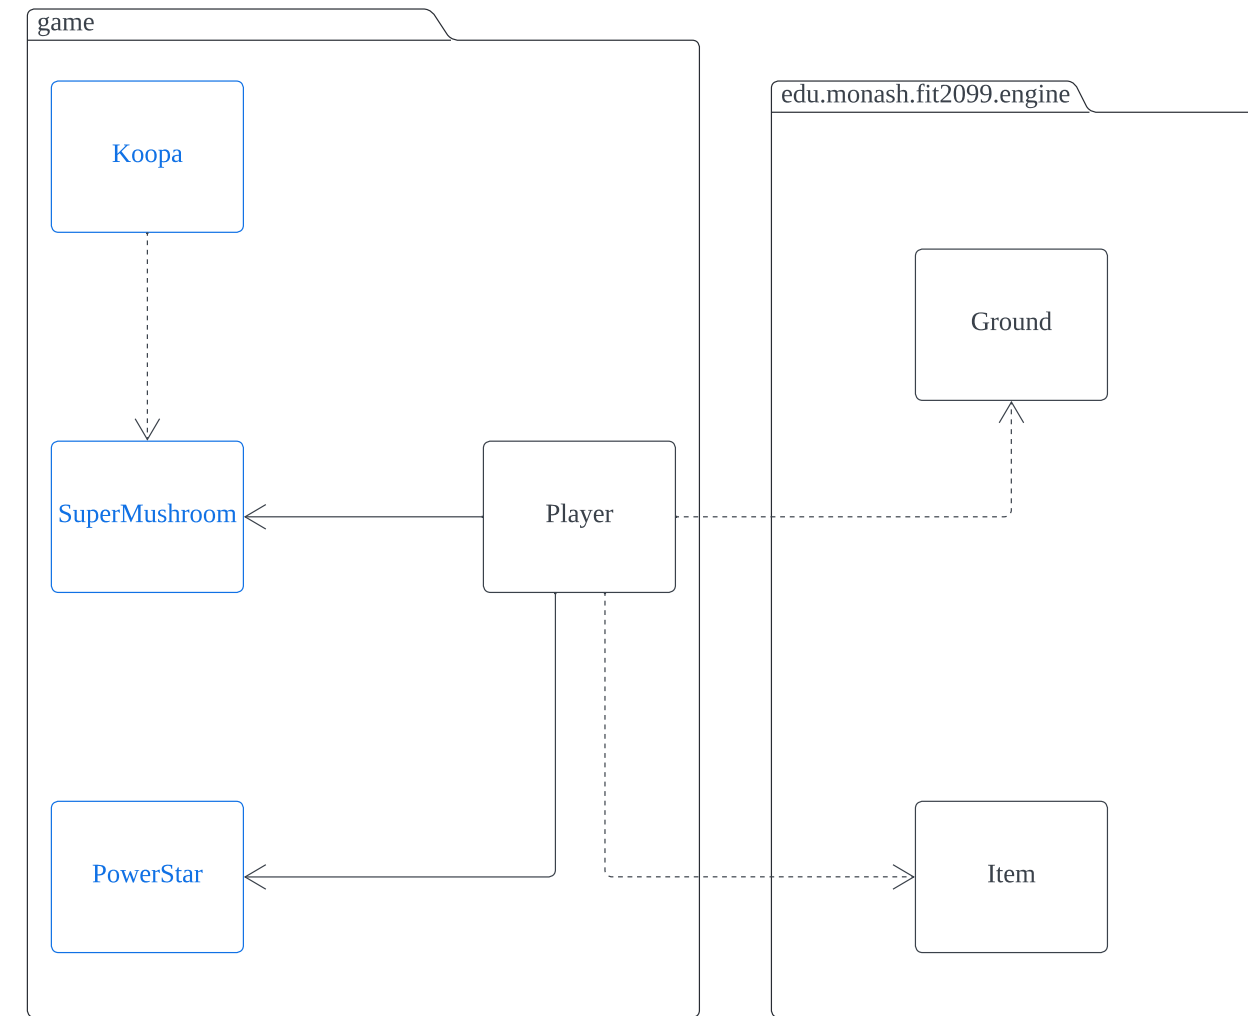 game
edu.monash.fit2099.engine
Koopa
Ground
SuperMushroom
Player
PowerStar
Item